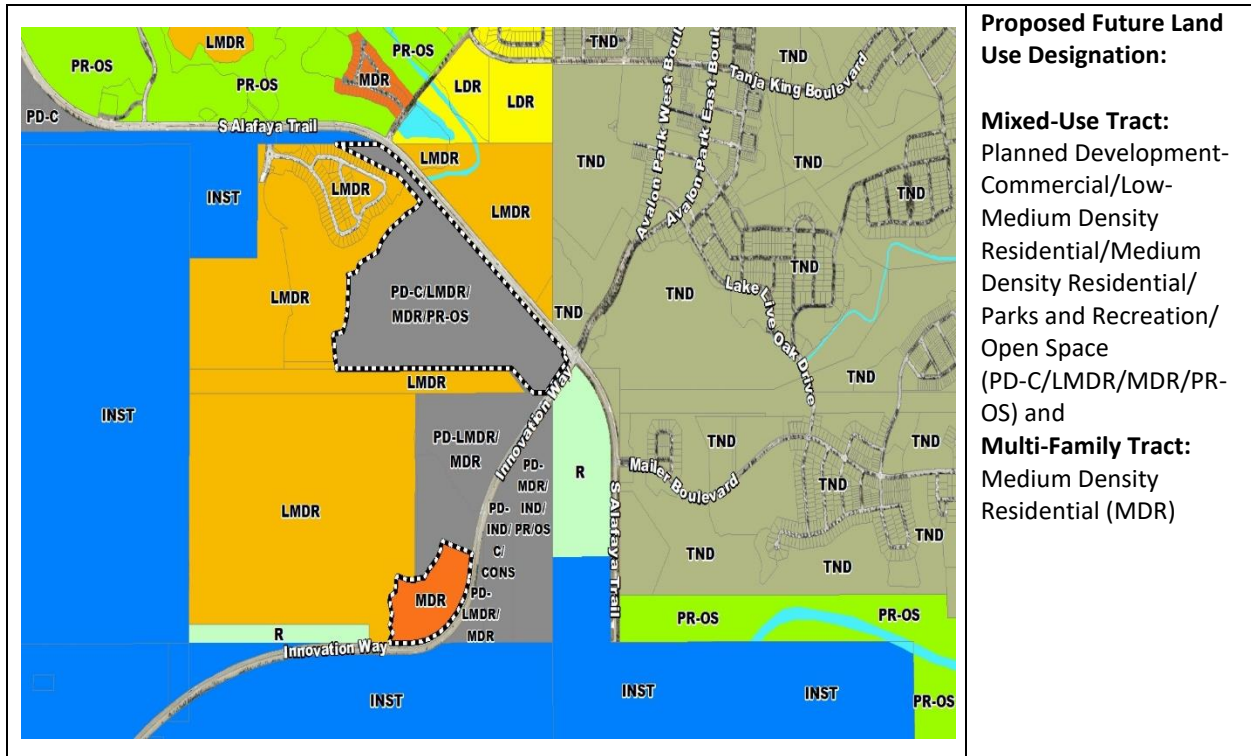 LMDR
PR-OS
PR-OS
MDR
PR-OS
LDR
LDR
TND
Tanja King Boulevard
Avalon Park West Boul
Avalon Park East Boul
PD-C
S Alafaya Trail
LMDR
TND
TND
TND
INST
LMDR
LMDR
LMDR
PD-C/LMDR/
MDR/PR-OS
TND
TND
TND
Lake Live Oak Drive
TND
LMDR
INST
Innovation Way
PD-LMDR/
MDR
R
PD-
MDR/
IND/
PR/OS
PD-
IND/
C/
CONS
PD-
LMDR/
MDR
TND
TND
Mailer Boulevard
TND
TND
TND
TND
TND
LMDR
S Alafaya Trail
MDR
R
Innovation Way
PR-OS
PR-OS
INST
INST
INST
PR-OS
Proposed Future Land
Use Designation:
Mixed-Use Tract:
Planned Development-
Commercial/Low-
Medium Density
Residential/Medium
Density Residential/
Parks and Recreation/
Open Space
(PD-C/LMDR/MDR/PR-
OS) and
Multi-Family Tract:
Medium Density
Residential (MDR)